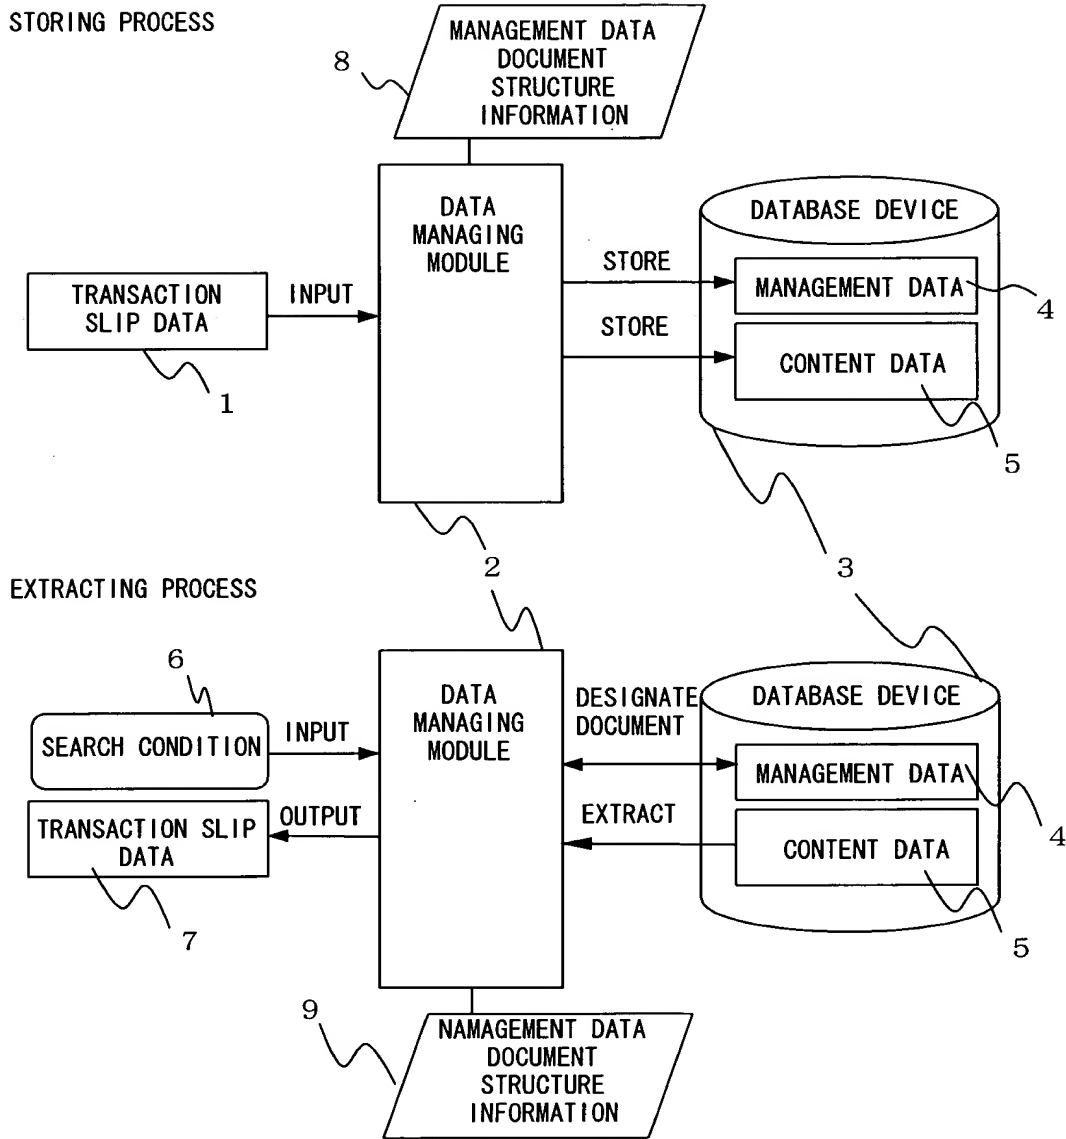 STORING PROCESS
MANAGEMENT DATA
DOCUMENT
STRUCTURE
INFORMATION
8
DATA
MANAGING
MODULE
DATABASE DEVICE
TRANSACTION
SLIP DATA
INPUT
STORE
MANAGEMENT DATA
4
STORE
CONTENT DATA
1
5
2
3
EXTRACTING PROCESS
6
SEARCH CONDITION
INPUT
DATA
MANAGING
MODULE
DESIGNATE
DOCUMENT
DATABASE DEVICE
MANAGEMENT DATA
4
TRANSACTION SLIP
DATA
OUTPUT
EXTRACT
CONTENT DATA
7
5
9
NAMAGEMENT DATA
DOCUMENT
STRUCTURE
INFORMATION